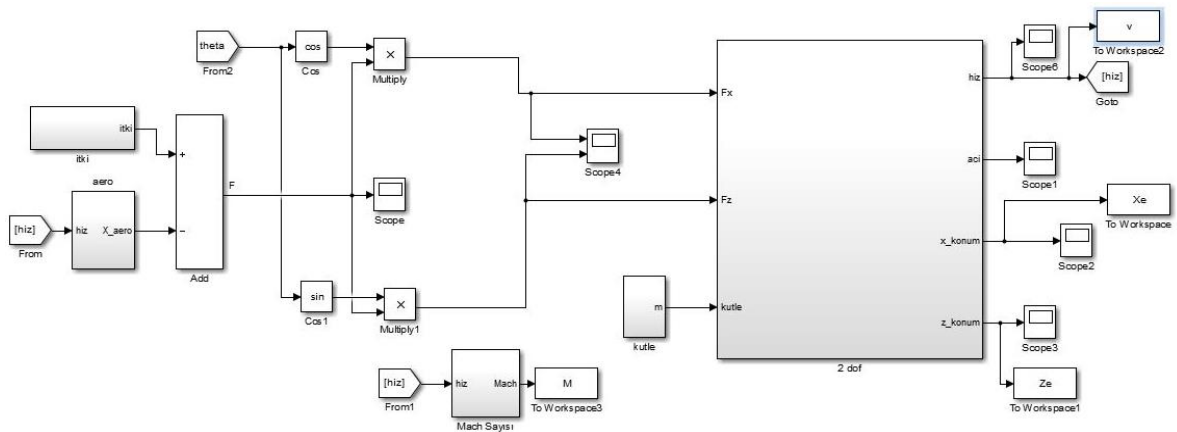 theta
From2
cos
Cos
×
Multiply
itki
itki
aero
[hiz]
From
hiz
X_aero
+
−
Add
F
Scope
sin
Cos1
×
Multiply1
Scope4
[hiz]
From1
hiz
Mach
Mach Sayısı
M
To Workspace3
m
kutle
Fx
Fz
kutle
hiz
aci
x_konum
z_konum
2 dof
Scope6
v
To Workspace2
[hiz]
Goto
Scope1
Xe
To Workspace
Scope2
Scope3
Ze
To Workspace1